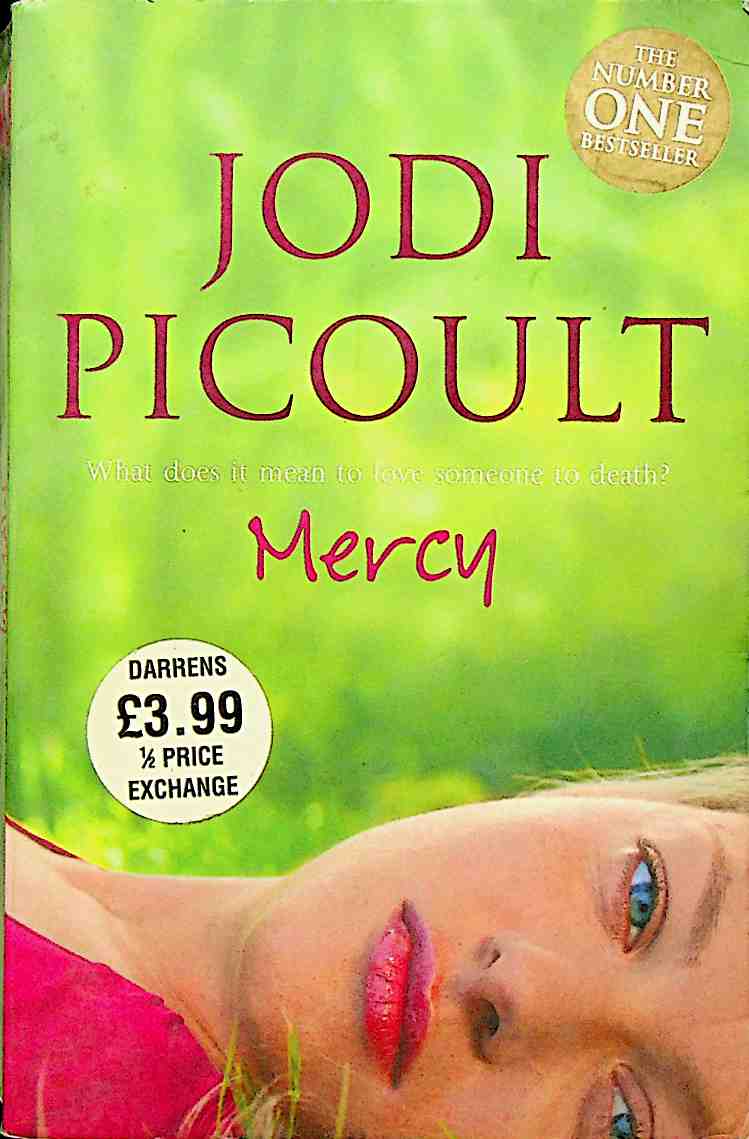 THE
NUMBER
ONE
BESTSELLER
JODI
PICOULT
What does it mean to love someone to death?
Mercy
DARRENS
£3.99
½ PRICE
EXCHANGE